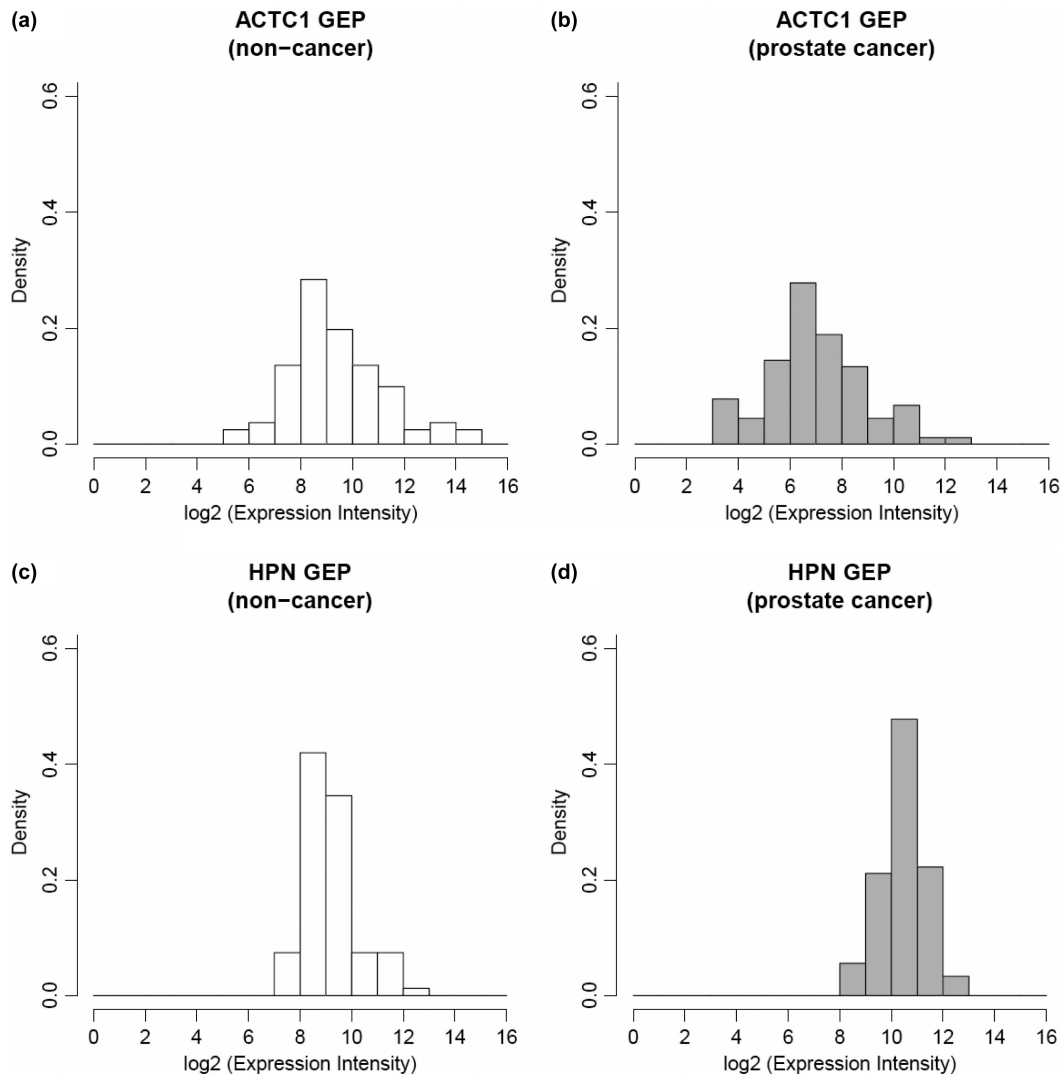 (a)
ACTC1 GEP
(non−cancer)
Density
0.0 0.2 0.4 0.6
0 2 4 6 8 10 12 14 16
log2 (Expression Intensity)
(b)
ACTC1 GEP
(prostate cancer)
Density
0.0 0.2 0.4 0.6
0 2 4 6 8 10 12 14 16
log2 (Expression Intensity)
(c)
HPN GEP
(non−cancer)
Density
0.0 0.2 0.4 0.6
0 2 4 6 8 10 12 14 16
log2 (Expression Intensity)
(d)
HPN GEP
(prostate cancer)
Density
0.0 0.2 0.4 0.6
0 2 4 6 8 10 12 14 16
log2 (Expression Intensity)